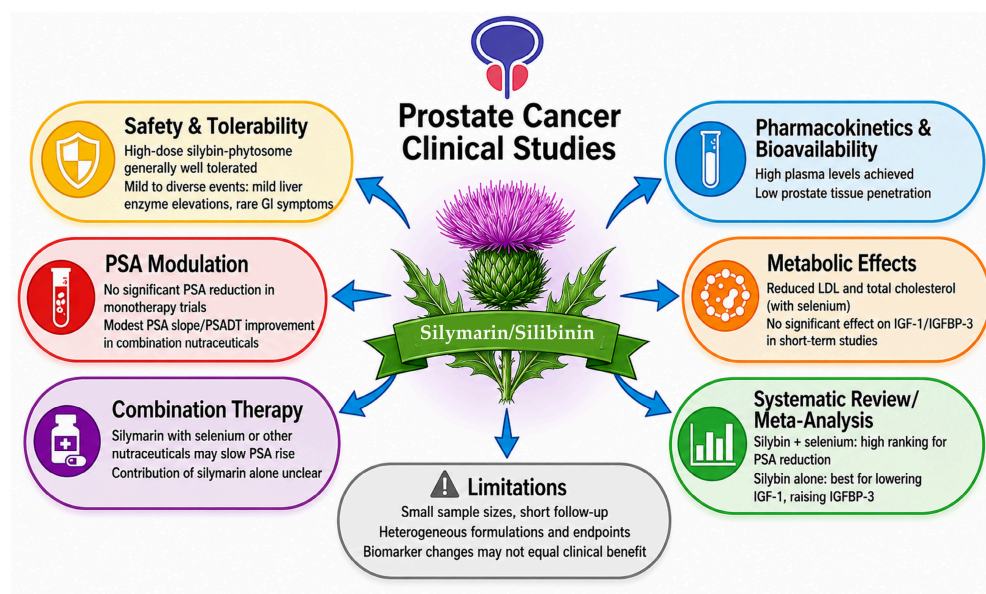 Prostate Cancer
Clinical Studies
Safety & Tolerability
High-dose silybin-phytosome
generally well tolerated
Mild to diverse events: mild liver
enzyme elevations, rare GI symptoms
PSA Modulation
No significant PSA reduction in
monotherapy trials
Modest PSA slope/PSADT improvement
in combination nutraceuticals
Combination Therapy
Silymarin with selenium or other
nutraceuticals may slow PSA rise
Contribution of silymarin alone unclear
Silymarin/Silibinin
Pharmacokinetics &
Bioavailability
High plasma levels achieved
Low prostate tissue penetration
Metabolic Effects
Reduced LDL and total cholesterol
(with selenium)
No significant effect on IGF-1/IGFBP-3
in short-term studies
Systematic Review/
Meta-Analysis
Silybin + selenium: high ranking for
PSA reduction
Silybin alone: best for lowering
IGF-1, raising IGFBP-3
Limitations
Small sample sizes, short follow-up
Heterogeneous formulations and endpoints
Biomarker changes may not equal clinical benefit